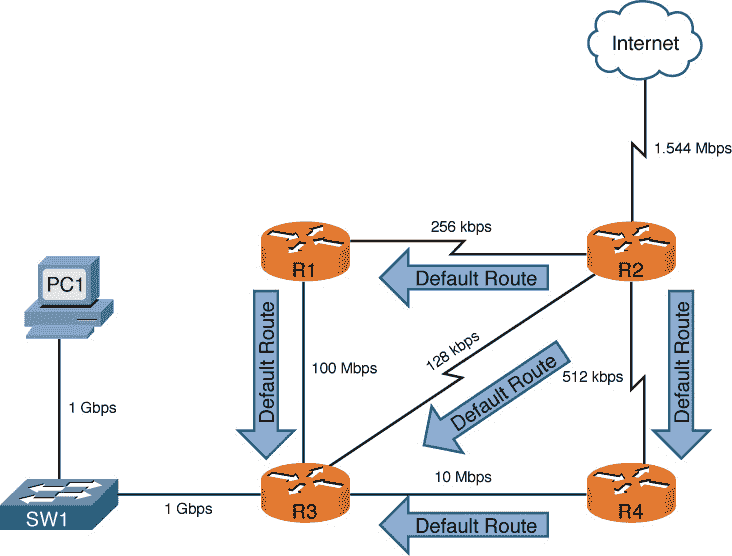 Internet
1.544 Mbps
256 kbps
R1
Default Route
R2
PC1
Default Route
100 Mbps
128 kbps
Default Route
512 kbps
Default Route
1 Gbps
10 Mbps
1 Gbps
SW1
R3
Default Route
R4